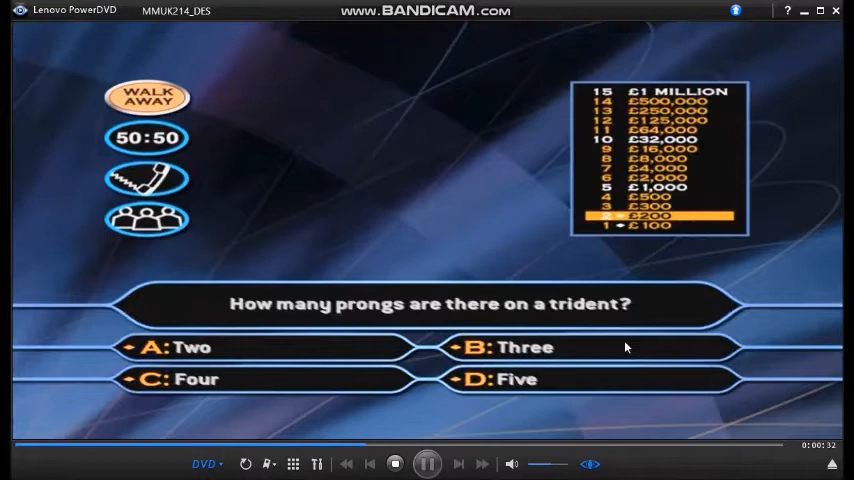 Lenovo PowerDVD
MMUK214_DES
www.BANDICAM.com
?
WALK
AWAY
50:50
15 £1 MILLION
14 £500,000
13 £250,000
12 £125,000
11 £64,000
10 £32,000
9 £16,000
8 £8,000
7 £4,000
6 £2,000
5 £1,000
4 £500
3 £300
2 £200
1 £100
How many prongs are there on a trident?
A: Two
B: Three
C: Four
D: Five
0:00:32
DVD